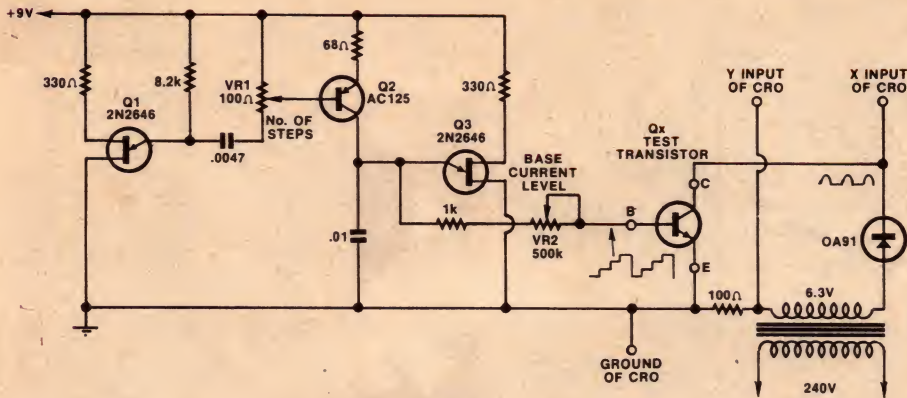 +9V
330Ω
8.2k
VR1
100Ω
No. OF
STEPS
68Ω
Q2
AC125
330Ω
Q1
2N2646
.0047
Q3
2N2646
BASE
CURRENT
LEVEL
1k
VR2
500k
.01
Qx
TEST
TRANSISTOR
B
C
E
Y INPUT
OF CRO
X INPUT
OF CRO
OA91
100Ω
6.3V
240V
GROUND
OF CRO